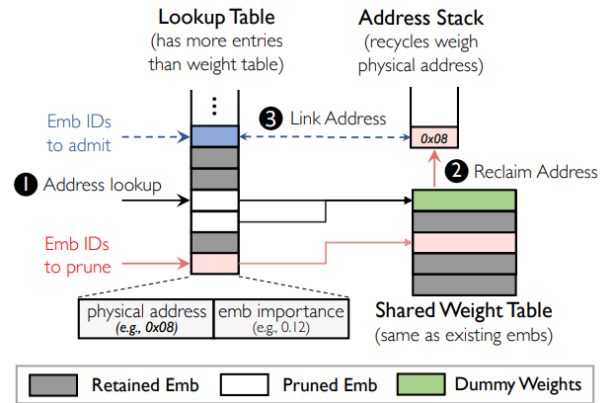 Lookup Table
(has more entries
than weight table)
Address Stack
(recycles weigh
physical address)
⋮
Emb IDs
to admit
3 Link Address
0x08
1 Address lookup
2 Reclaim Address
Emb IDs
to prune
physical address
(e.g., 0x08)
emb importance
(e.g., 0.12)
Shared Weight Table
(same as existing embs)
Retained Emb
Pruned Emb
Dummy Weights